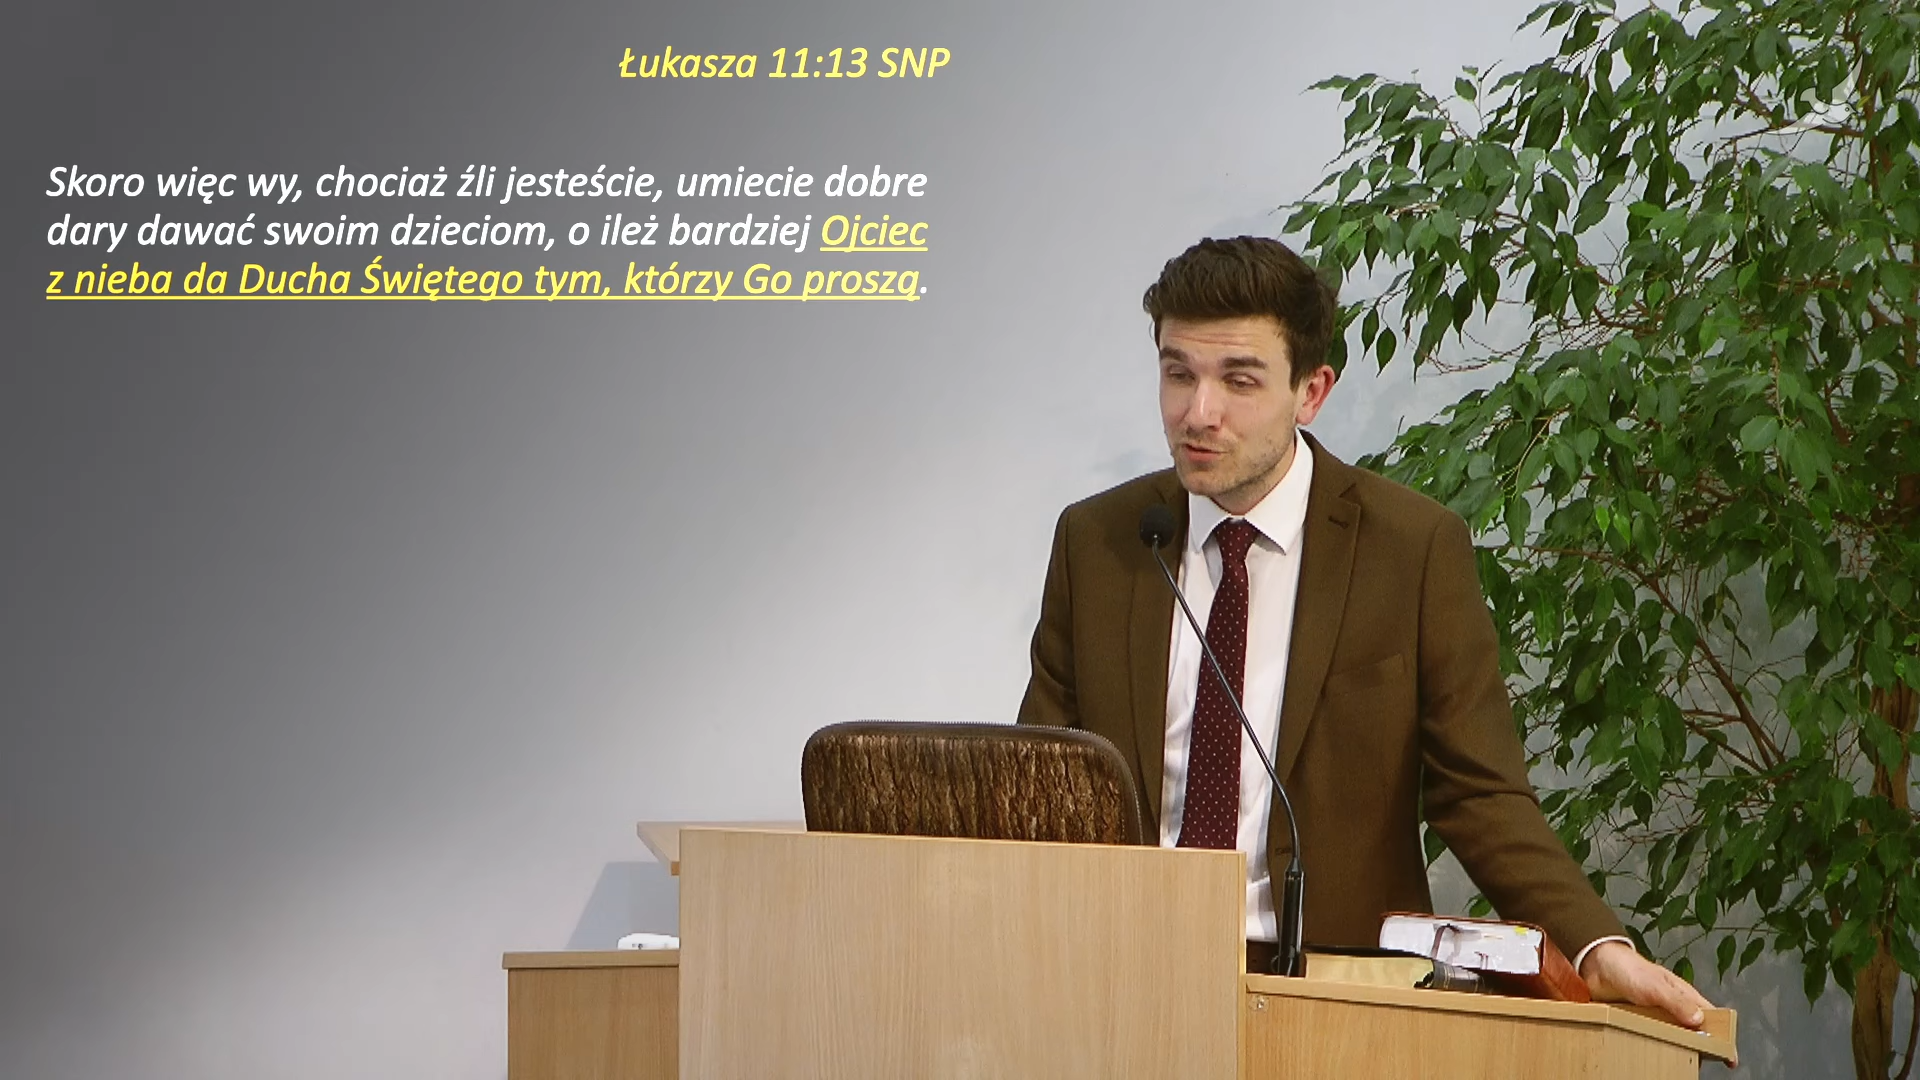 Łukasza 11:13 SNP
Skoro więc wy, chociaż źli jesteście, umiecie dobre
dary dawać swoim dzieciom, o ileż bardziej Ojciec
z nieba da Ducha Świętego tym, którzy Go proszą.